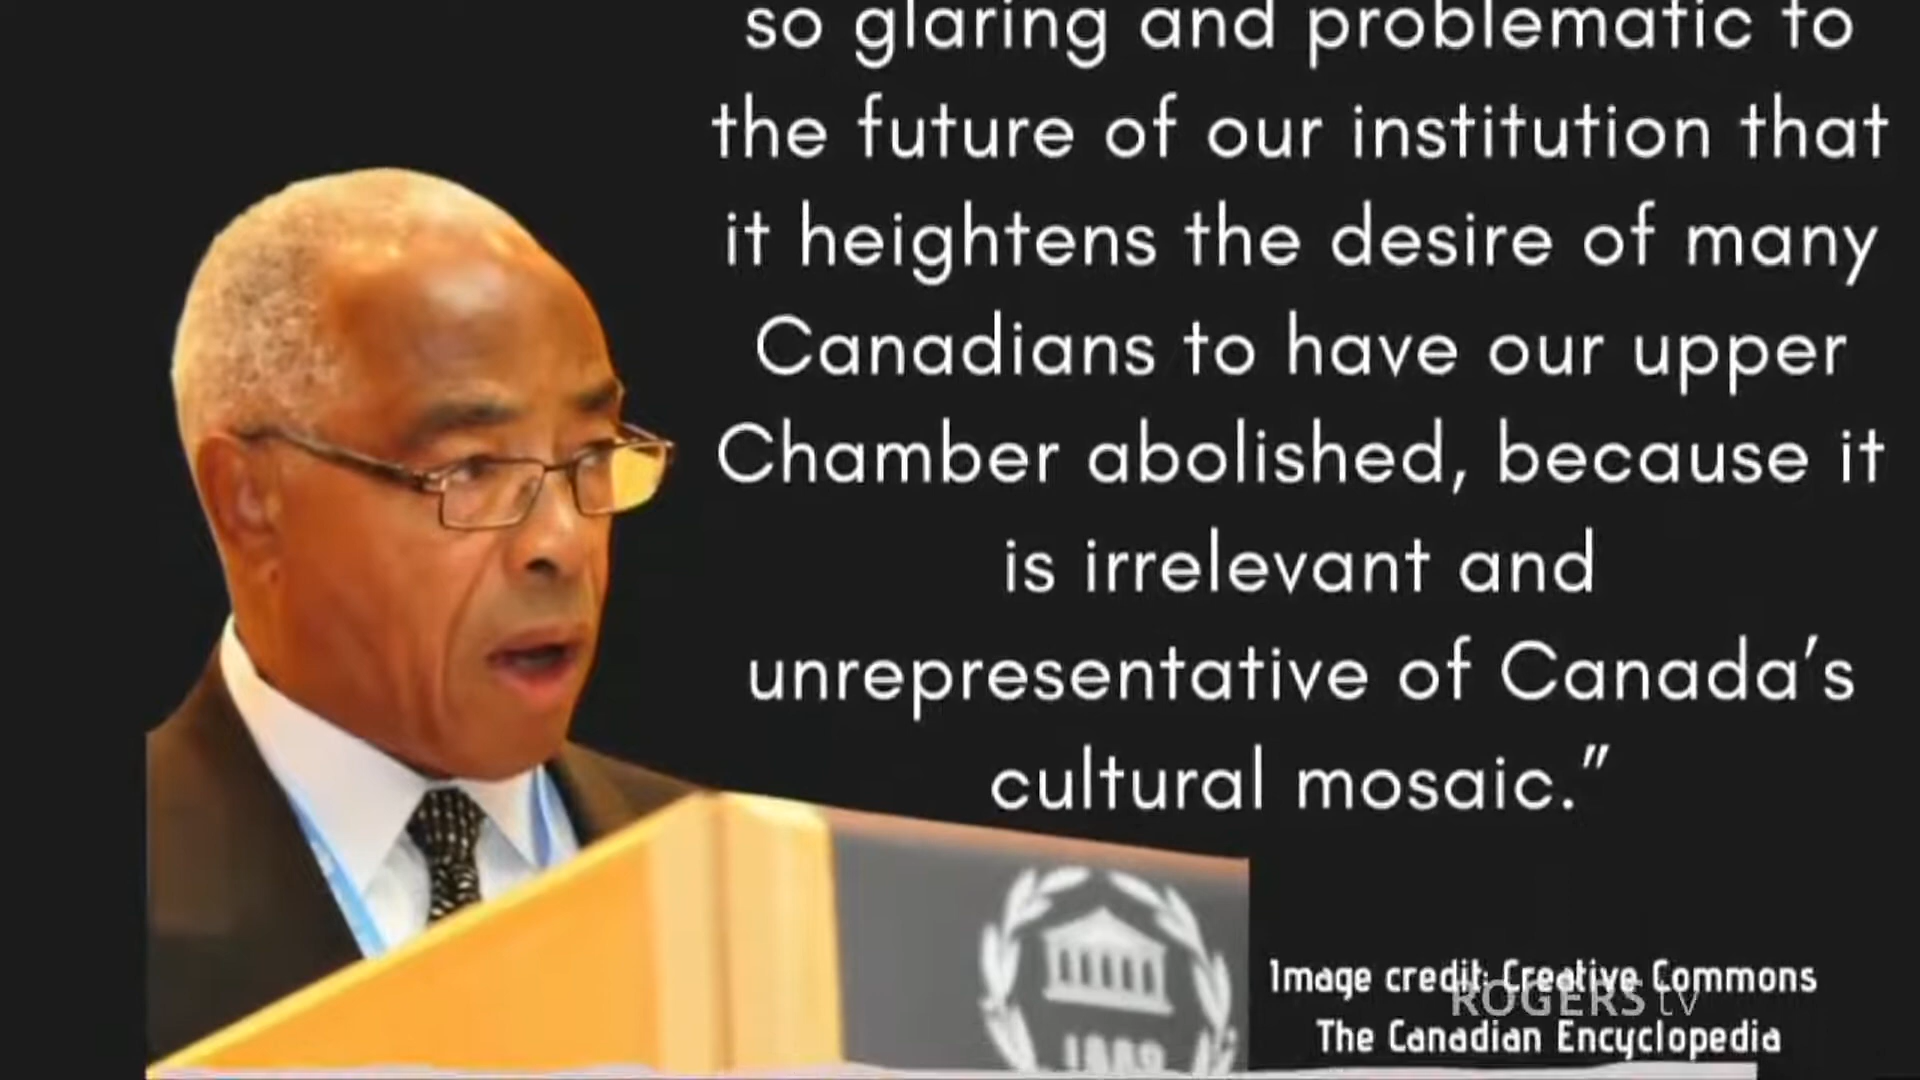 so glaring and problematic to
the future of our institution that
it heightens the desire of many
Canadians to have our upper
Chamber abolished, because it
is irrelevant and
unrepresentative of Canada's
cultural mosaic.”
1889
Image credit: Creative Commons
ROGERS tv
The Canadian Encyclopedia